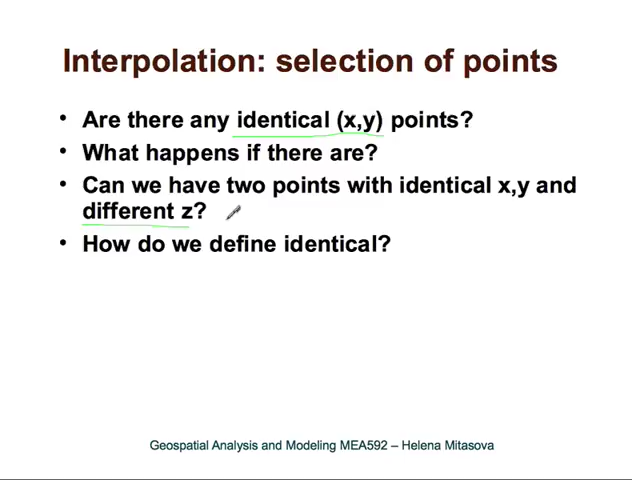 Interpolation: selection of points
• Are there any identical (x,y) points?
• What happens if there are?
• Can we have two points with identical x,y and
different z?
• How do we define identical?
Geospatial Analysis and Modeling MEA592 – Helena Mitasova